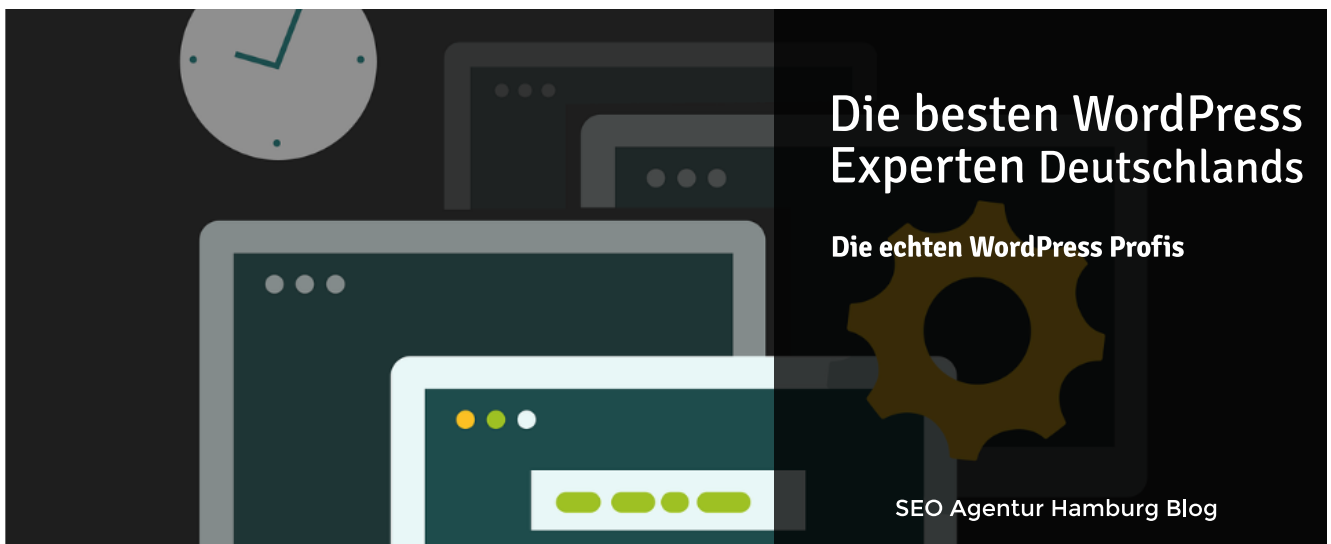 Die besten WordPress
Experten Deutschlands
Die echten WordPress Profis
SEO Agentur Hamburg Blog